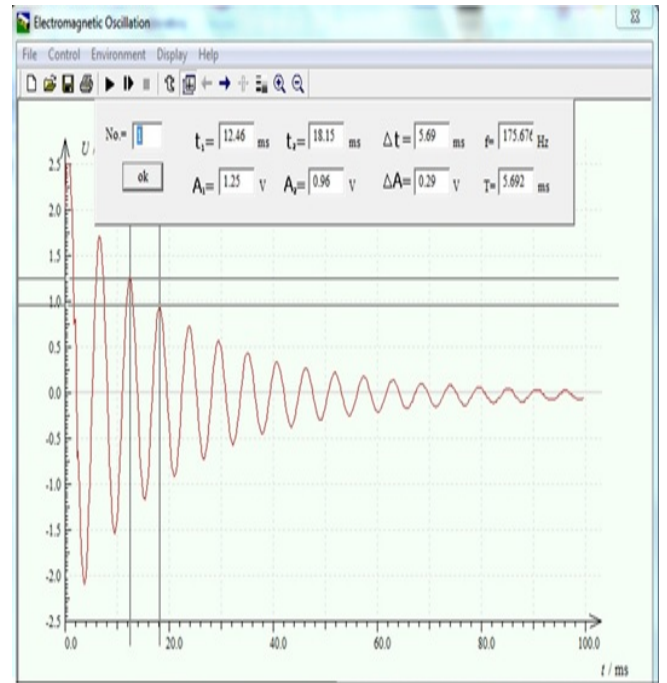 Electromagnetic Oscillation
File Control Environment Display Help
No.= 1 t₁= 12.46 ms t₂= 18.15 ms △t= 5.69 ms f= 175.676 Hz
ok A₁= 1.25 V A₂= 0.96 V △A= 0.29 V T= 5.692 ms
U /
2.5
2.0
1.5
1.0
0.5
0.0
-0.5
-1.0
-1.5
-2.0
-2.5
0.0 20.0 40.0 60.0 80.0 100.0
t / ms